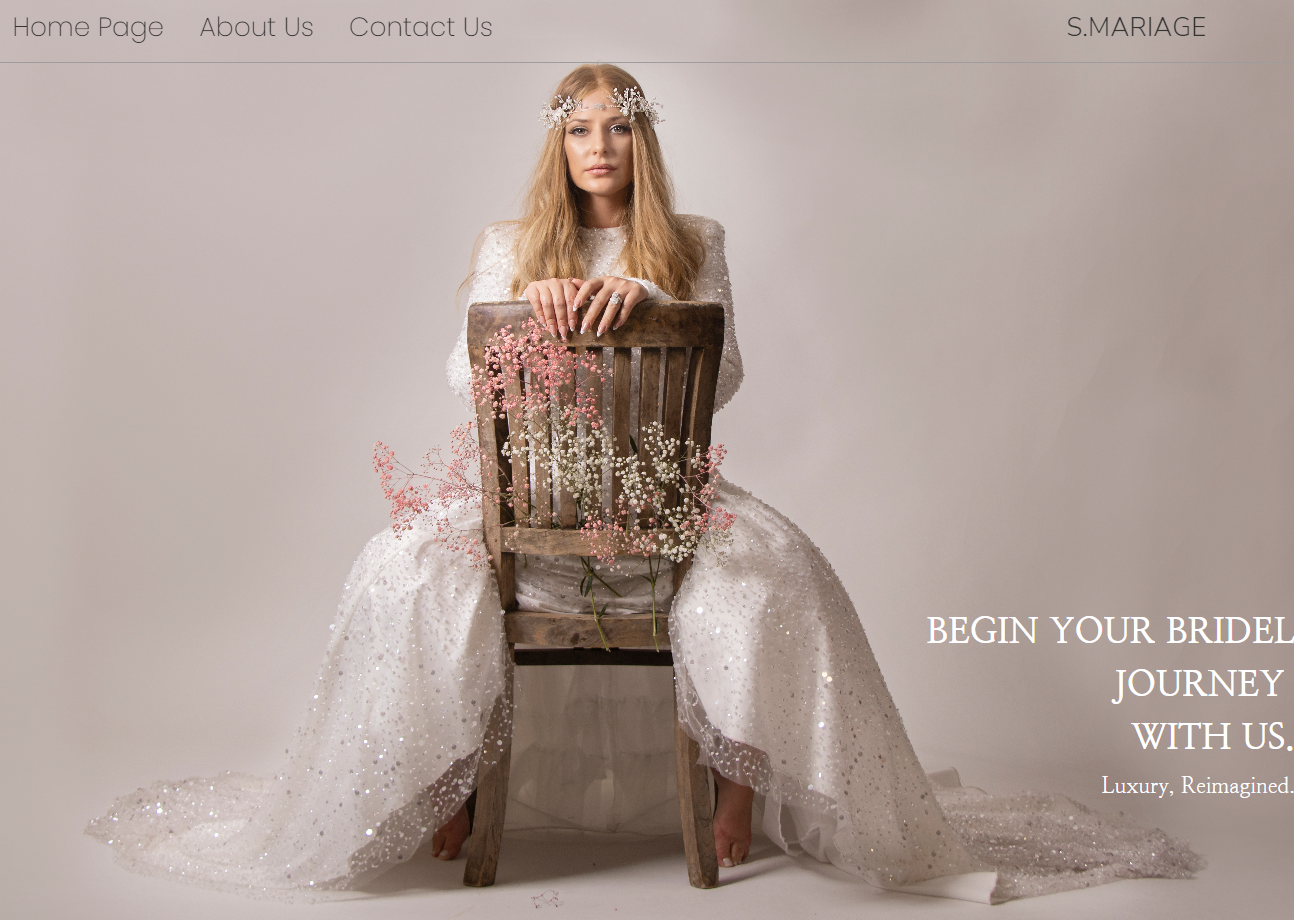 Home Page About Us Contact Us S.MARIAGE
BEGIN YOUR BRIDEL
JOURNEY
WITH US.
Luxury, Reimagined.